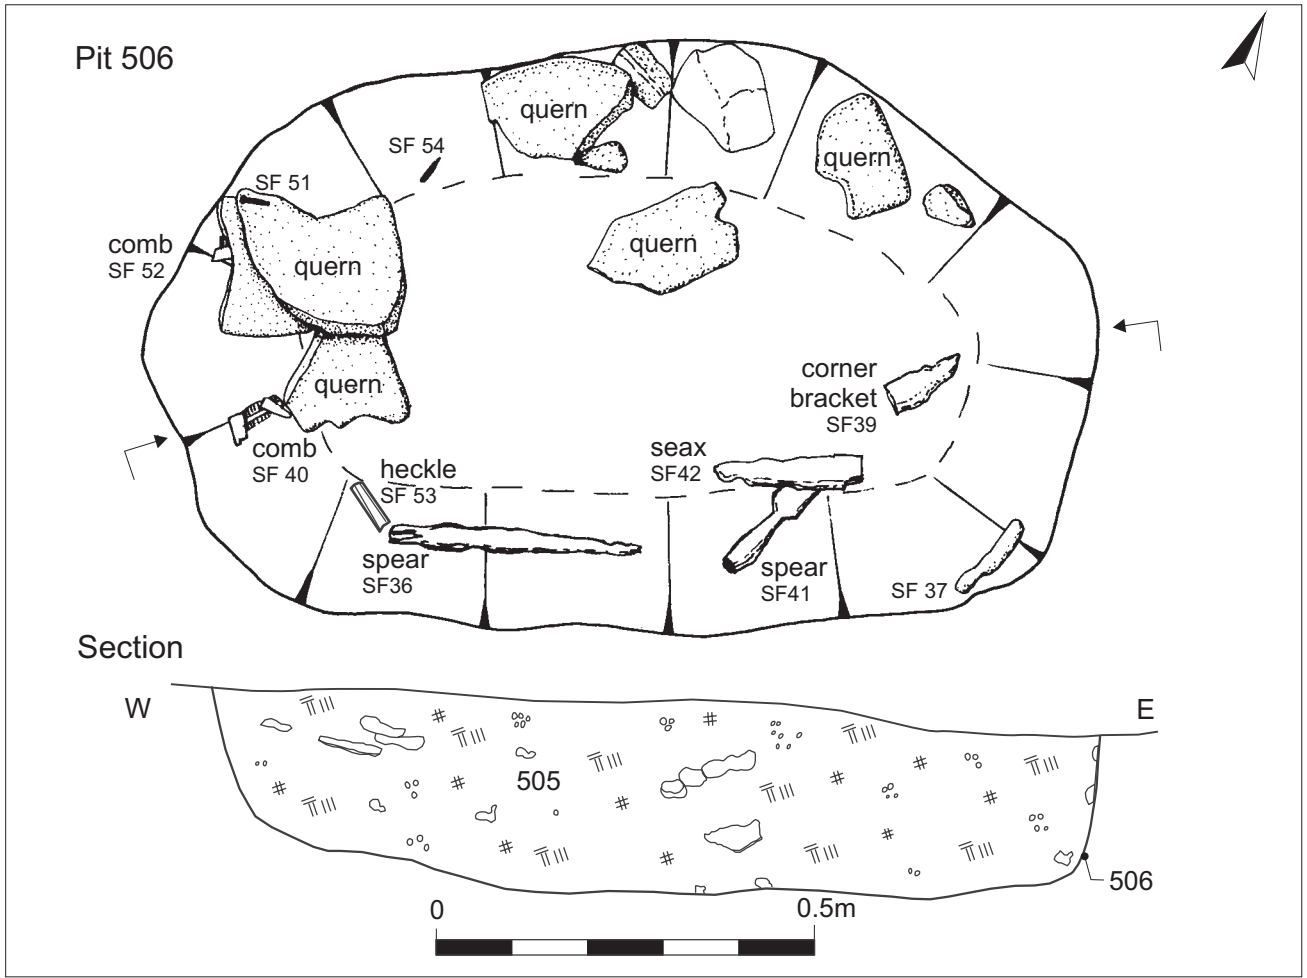 Pit 506
quern
SF 54
quern
SF 51
comb
SF 52
quern
quern
quern
corner
bracket
SF39
comb
SF 40
heckle
SF 53
seax
SF42
spear
SF36
spear
SF41
SF 37
Section
W
E
505
506
0
0.5m